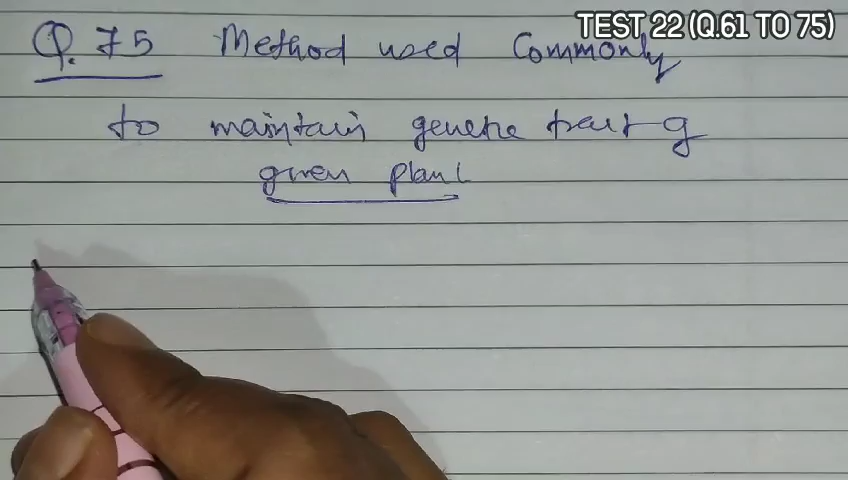 TEST 22 (Q.61 TO 75)
Q. 75 Method used Commonly
to maintain genetic trait of
given plant